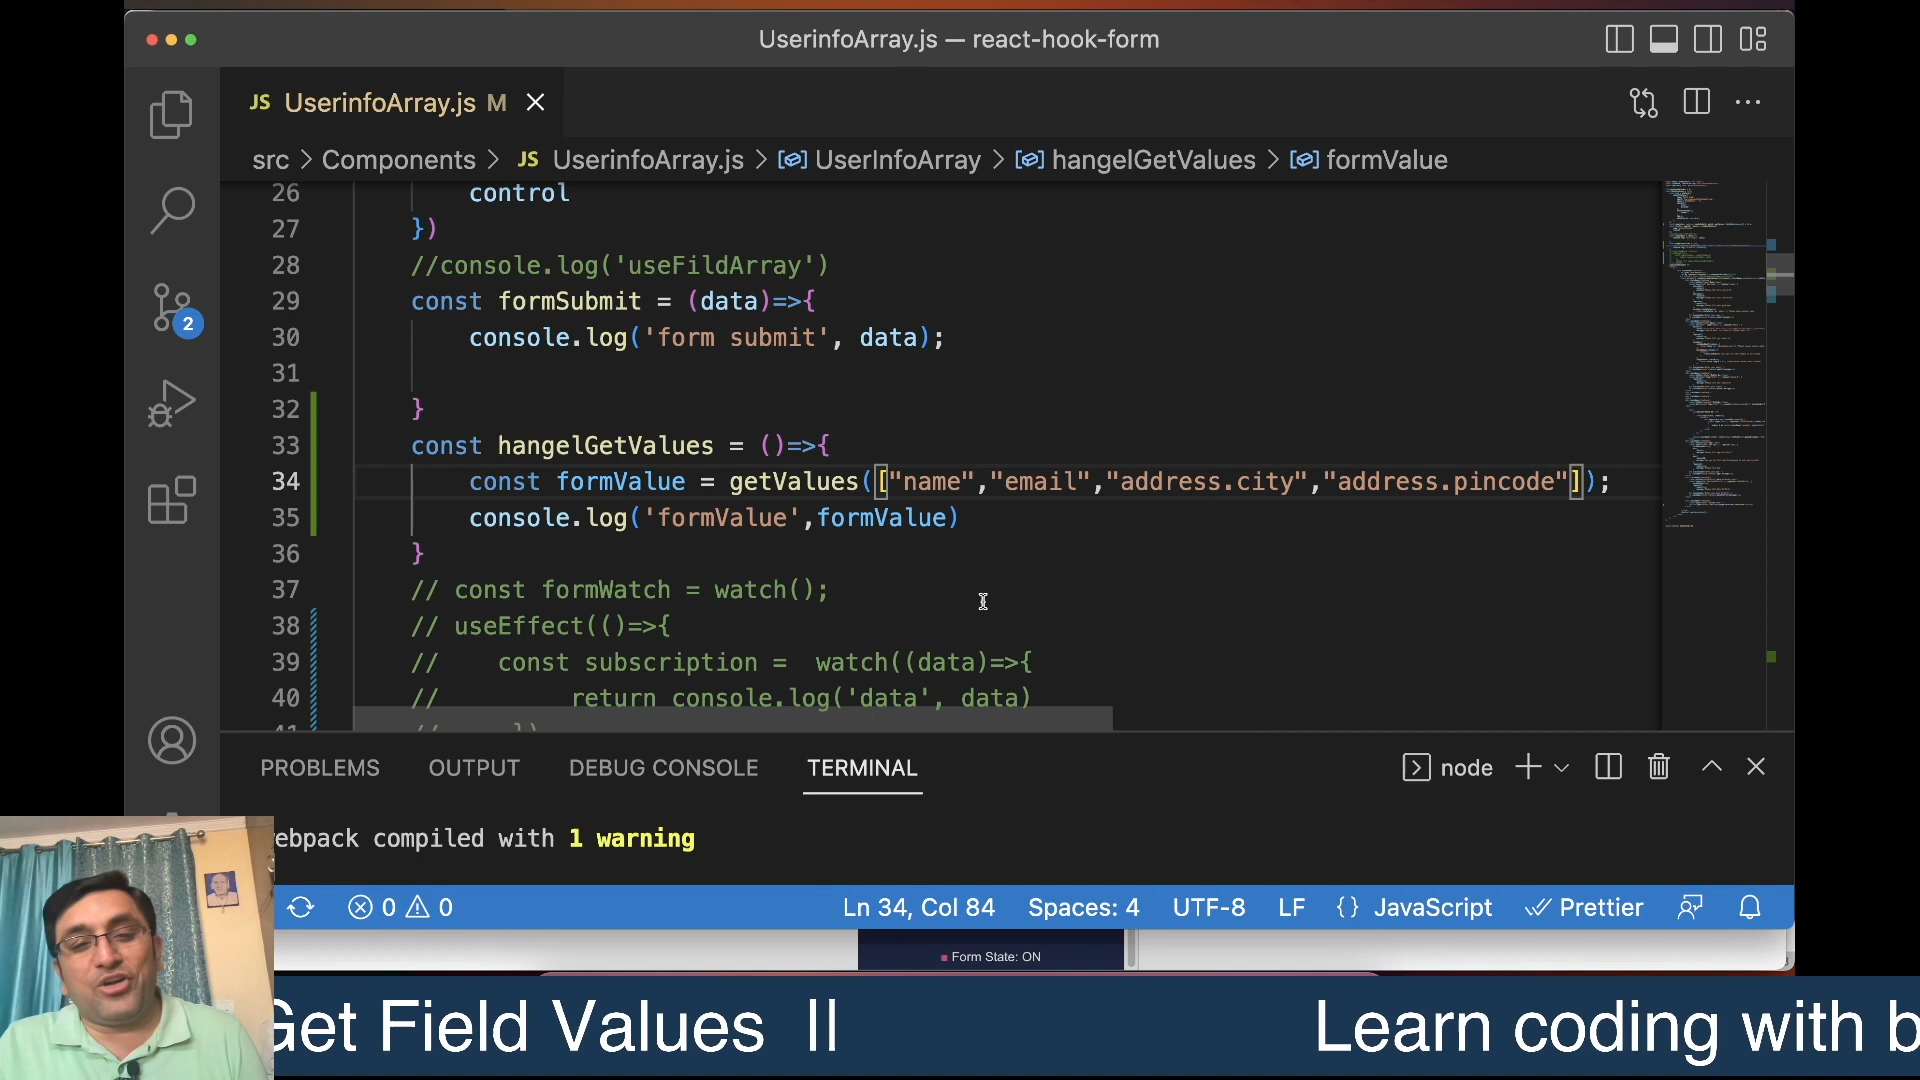 UserinfoArray.js — react-hook-form
JS UserinfoArray.js M
src > Components > JS UserinfoArray.js > UserInfoArray > hangelGetValues > formValue
26 control
27 })
28 //console.log('useFildArray')
29 const formSubmit = (data)=>{
30 console.log('form submit', data);
31
32 }
33 const hangelGetValues = ()=>{
34 const formValue = getValues(["name","email","address.city","address.pincode"]);
35 console.log('formValue',formValue)
36 }
37 // const formWatch = watch();
38 // useEffect(()=>{
39 // const subscription = watch((data)=>{
40 // return console.log('data', data)
41 // })
2
PROBLEMS OUTPUT DEBUG CONSOLE TERMINAL node
ebpack compiled with 1 warning
0 0 Ln 34, Col 84 Spaces: 4 UTF-8 LF {} JavaScript Prettier
Form State: ON
Get Field Values || Learn coding with b